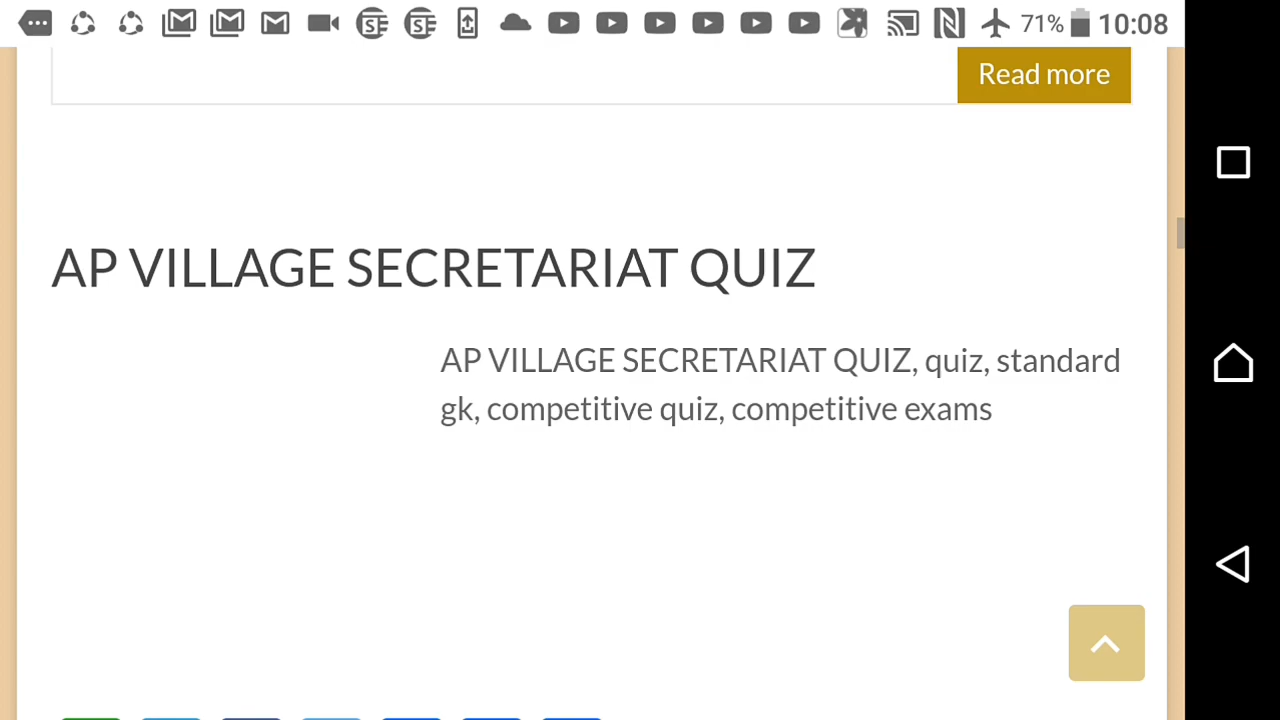 71% 10:08
Read more
AP VILLAGE SECRETARIAT QUIZ
AP VILLAGE SECRETARIAT QUIZ, quiz, standard
gk, competitive quiz, competitive exams